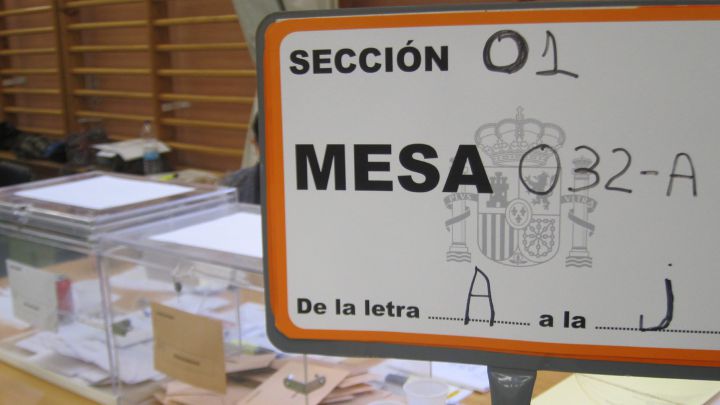 SECCIÓN 01
MESA 032-A
De la letra A a la j